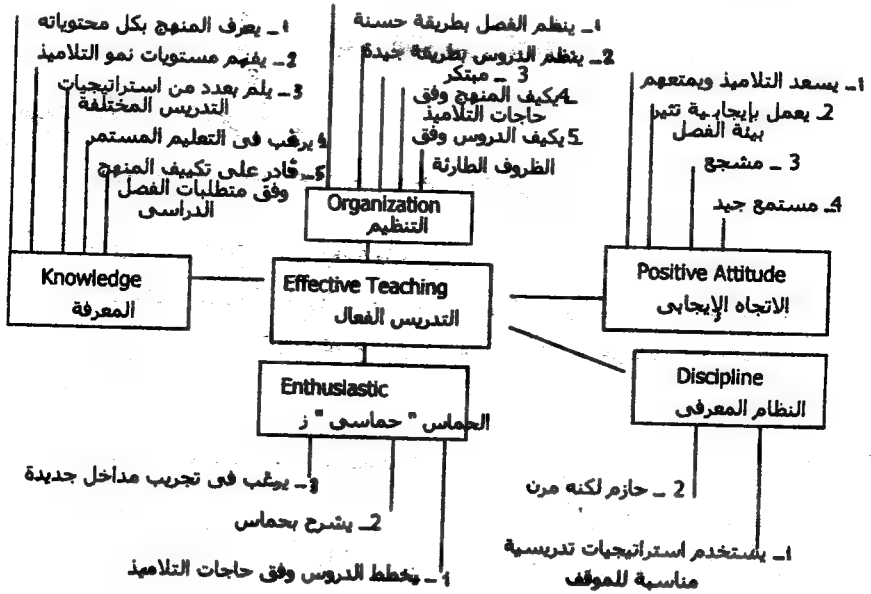 1 ـ يعرف المنهج بكل محتوياته
2 ـ يفهم مستويات نمو التلاميذ
3 ـ يلم بعدد من استراتيجيات
التدريس المختلفة
4 يرغب فى التعليم المستمر
5 ـ قادر على تكييف المنهج
وفق متطلبات الفصل
الدراسى
Knowledge
المعرفة
1 ـ ينظم الفصل بطريقة حسنة
2 ـ ينظم الدروس بطريقة جيدة
3 ـ مبتكر
4 ـ يكيف المنهج وفق
حاجات التلاميذ
5 ـ يكيف الدروس وفق
الظروف الطارئة
Organization
التنظيم
1 ـ يسعد التلاميذ ويمتعهم
2 ـ يعمل بإيجابية تثير
بيئة الفصل
3 ـ مشجع
4 ـ مستمع جيد
Positive Attitude
الاتجاه الإيجابى
Effective Teaching
التدريس الفعال
Enthusiastic
الحماس " حماسى " ز
3 ـ يرغب فى تجريب مداخل جديدة
2 ـ يشرح بحماس
1 ـ يخطط الدروس وفق حاجات التلاميذ
Discipline
النظام المعرفى
2 ـ حازم لكنه مرن
1 ـ يستخدم استراتيجيات تدريسية
مناسبة للموقف